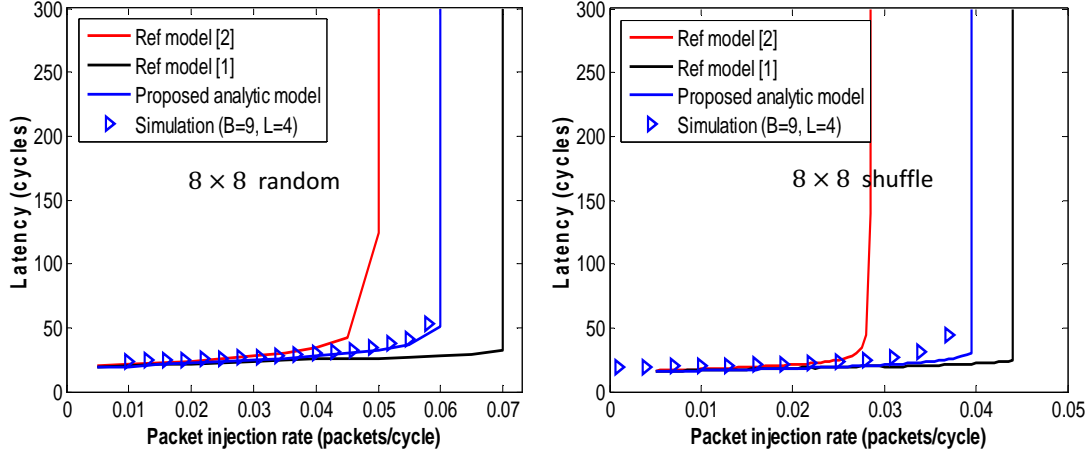 300
250
200
150
100
50
0
Latency (cycles)
Ref model [2]
Ref model [1]
Proposed analytic model
Simulation (B=9, L=4)
8 × 8 random
0 0.01 0.02 0.03 0.04 0.05 0.06 0.07
Packet injection rate (packets/cycle)
300
250
200
150
100
50
0
Latency (cycles)
Ref model [2]
Ref model [1]
Proposed analytic model
Simulation (B=9, L=4)
8 × 8 shuffle
0 0.01 0.02 0.03 0.04 0.05
Packet injection rate (packets/cycle)